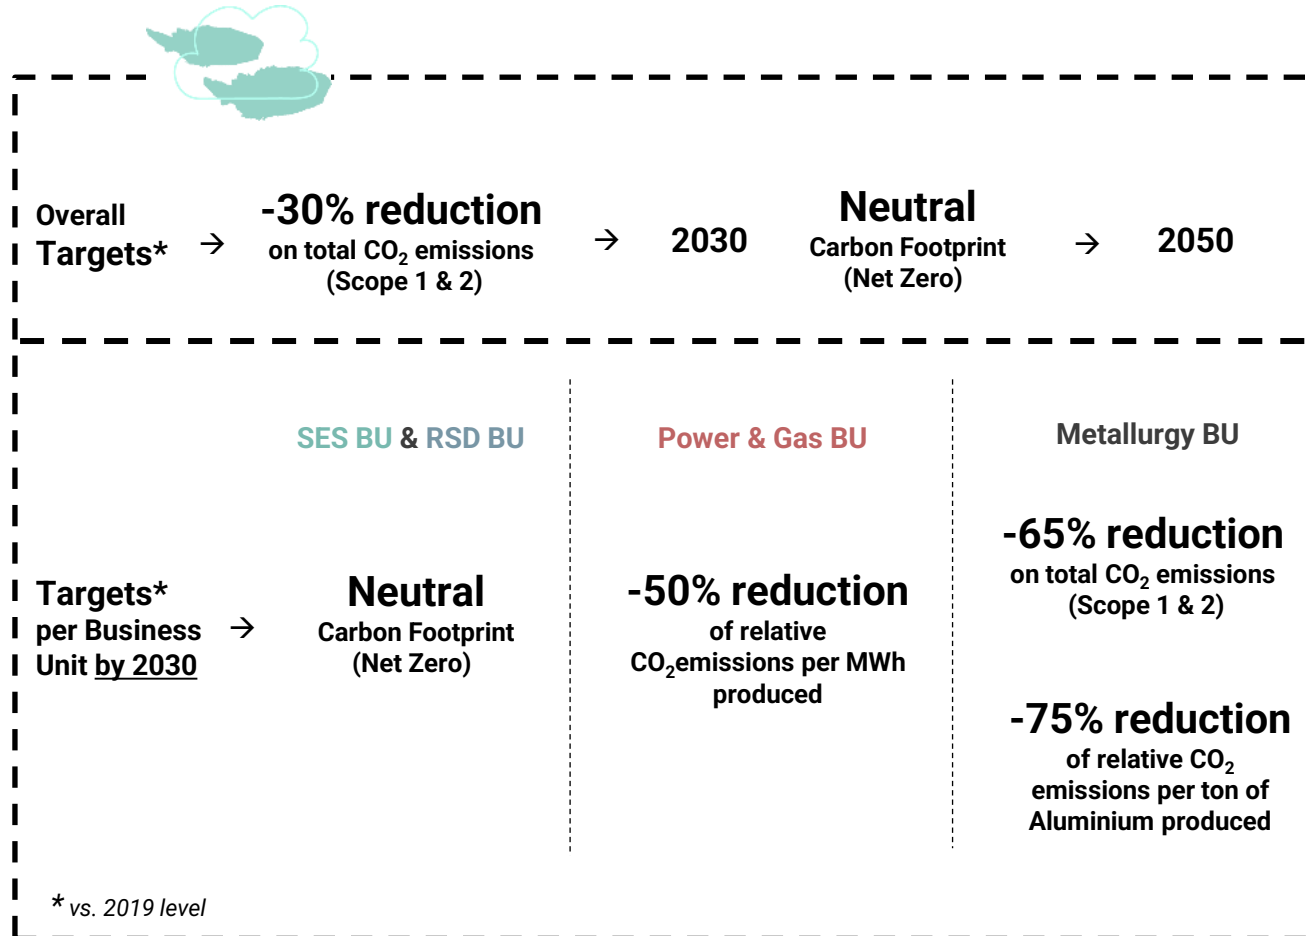 Overall
Targets*
→
-30% reduction
on total CO₂ emissions
(Scope 1 & 2)
→
2030
Neutral
Carbon Footprint
(Net Zero)
→
2050
Targets*
per Business
Unit by 2030
→
SES BU & RSD BU
Neutral
Carbon Footprint
(Net Zero)
Power & Gas BU
-50% reduction
of relative
CO₂emissions per MWh
produced
Metallurgy BU
-65% reduction
on total CO₂ emissions
(Scope 1 & 2)
-75% reduction
of relative CO₂
emissions per ton of
Aluminium produced
* vs. 2019 level